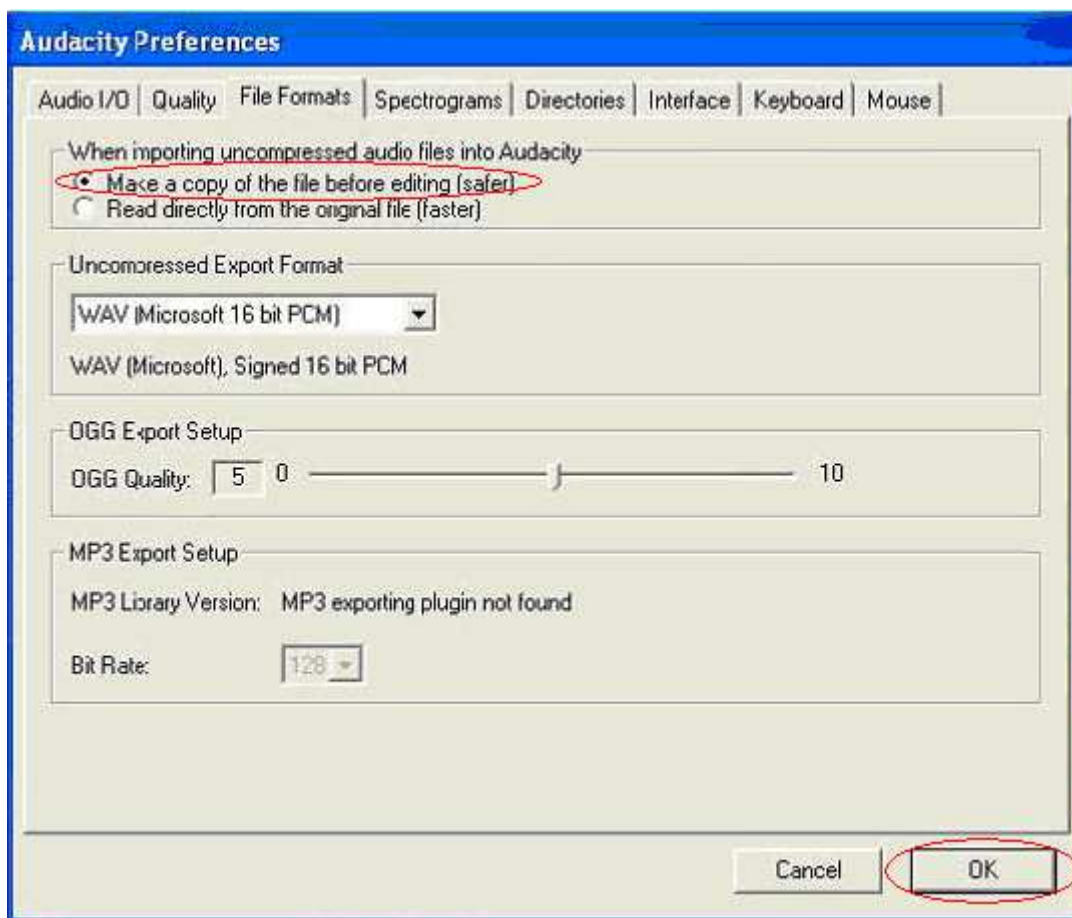 Audacity Preferences
Audio I/O Quality File Formats Spectrograms Directories Interface Keyboard Mouse
When importing uncompressed audio files into Audacity
Make a copy of the file before editing (safer)
Read directly from the original file (faster)
Uncompressed Export Format
WAV (Microsoft 16 bit PCM)
WAV (Microsoft), Signed 16 bit PCM
OGG Export Setup
OGG Quality: 5 0 10
MP3 Export Setup
MP3 Library Version: MP3 exporting plugin not found
Bit Rate: 128
Cancel OK